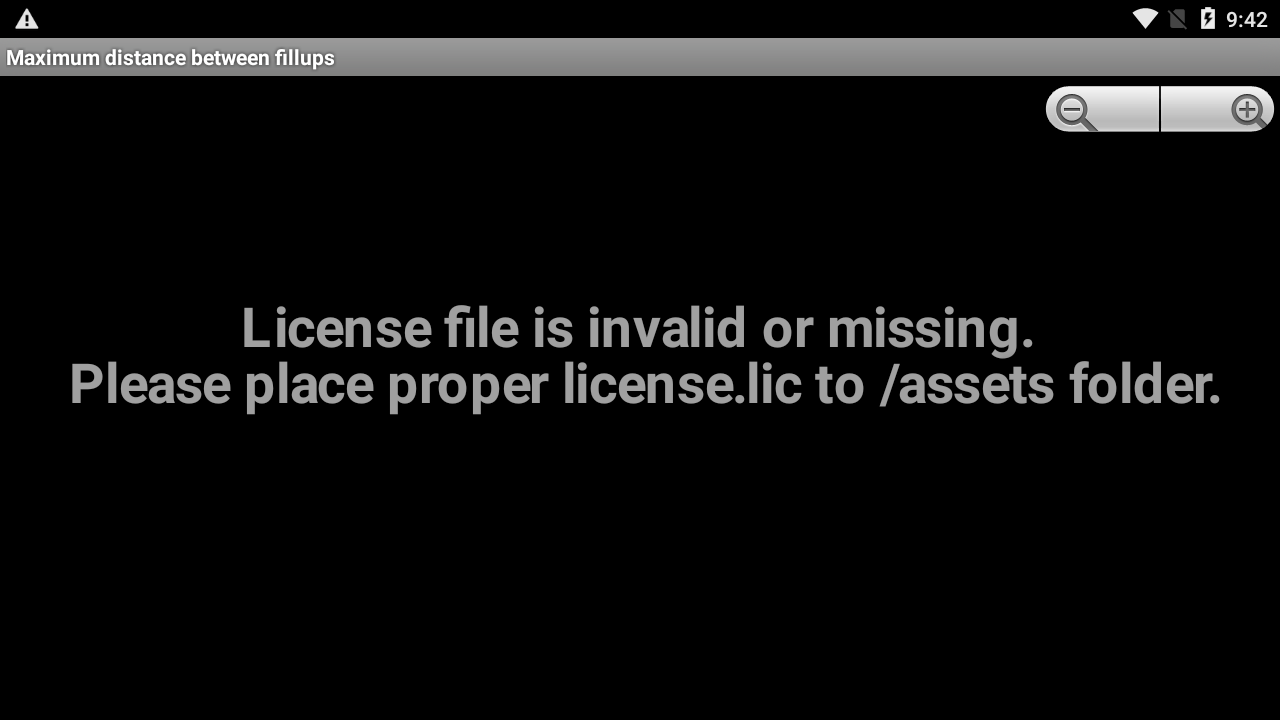 9:42
Maximum distance between fillups
License file is invalid or missing.
Please place proper license.lic to /assets folder.